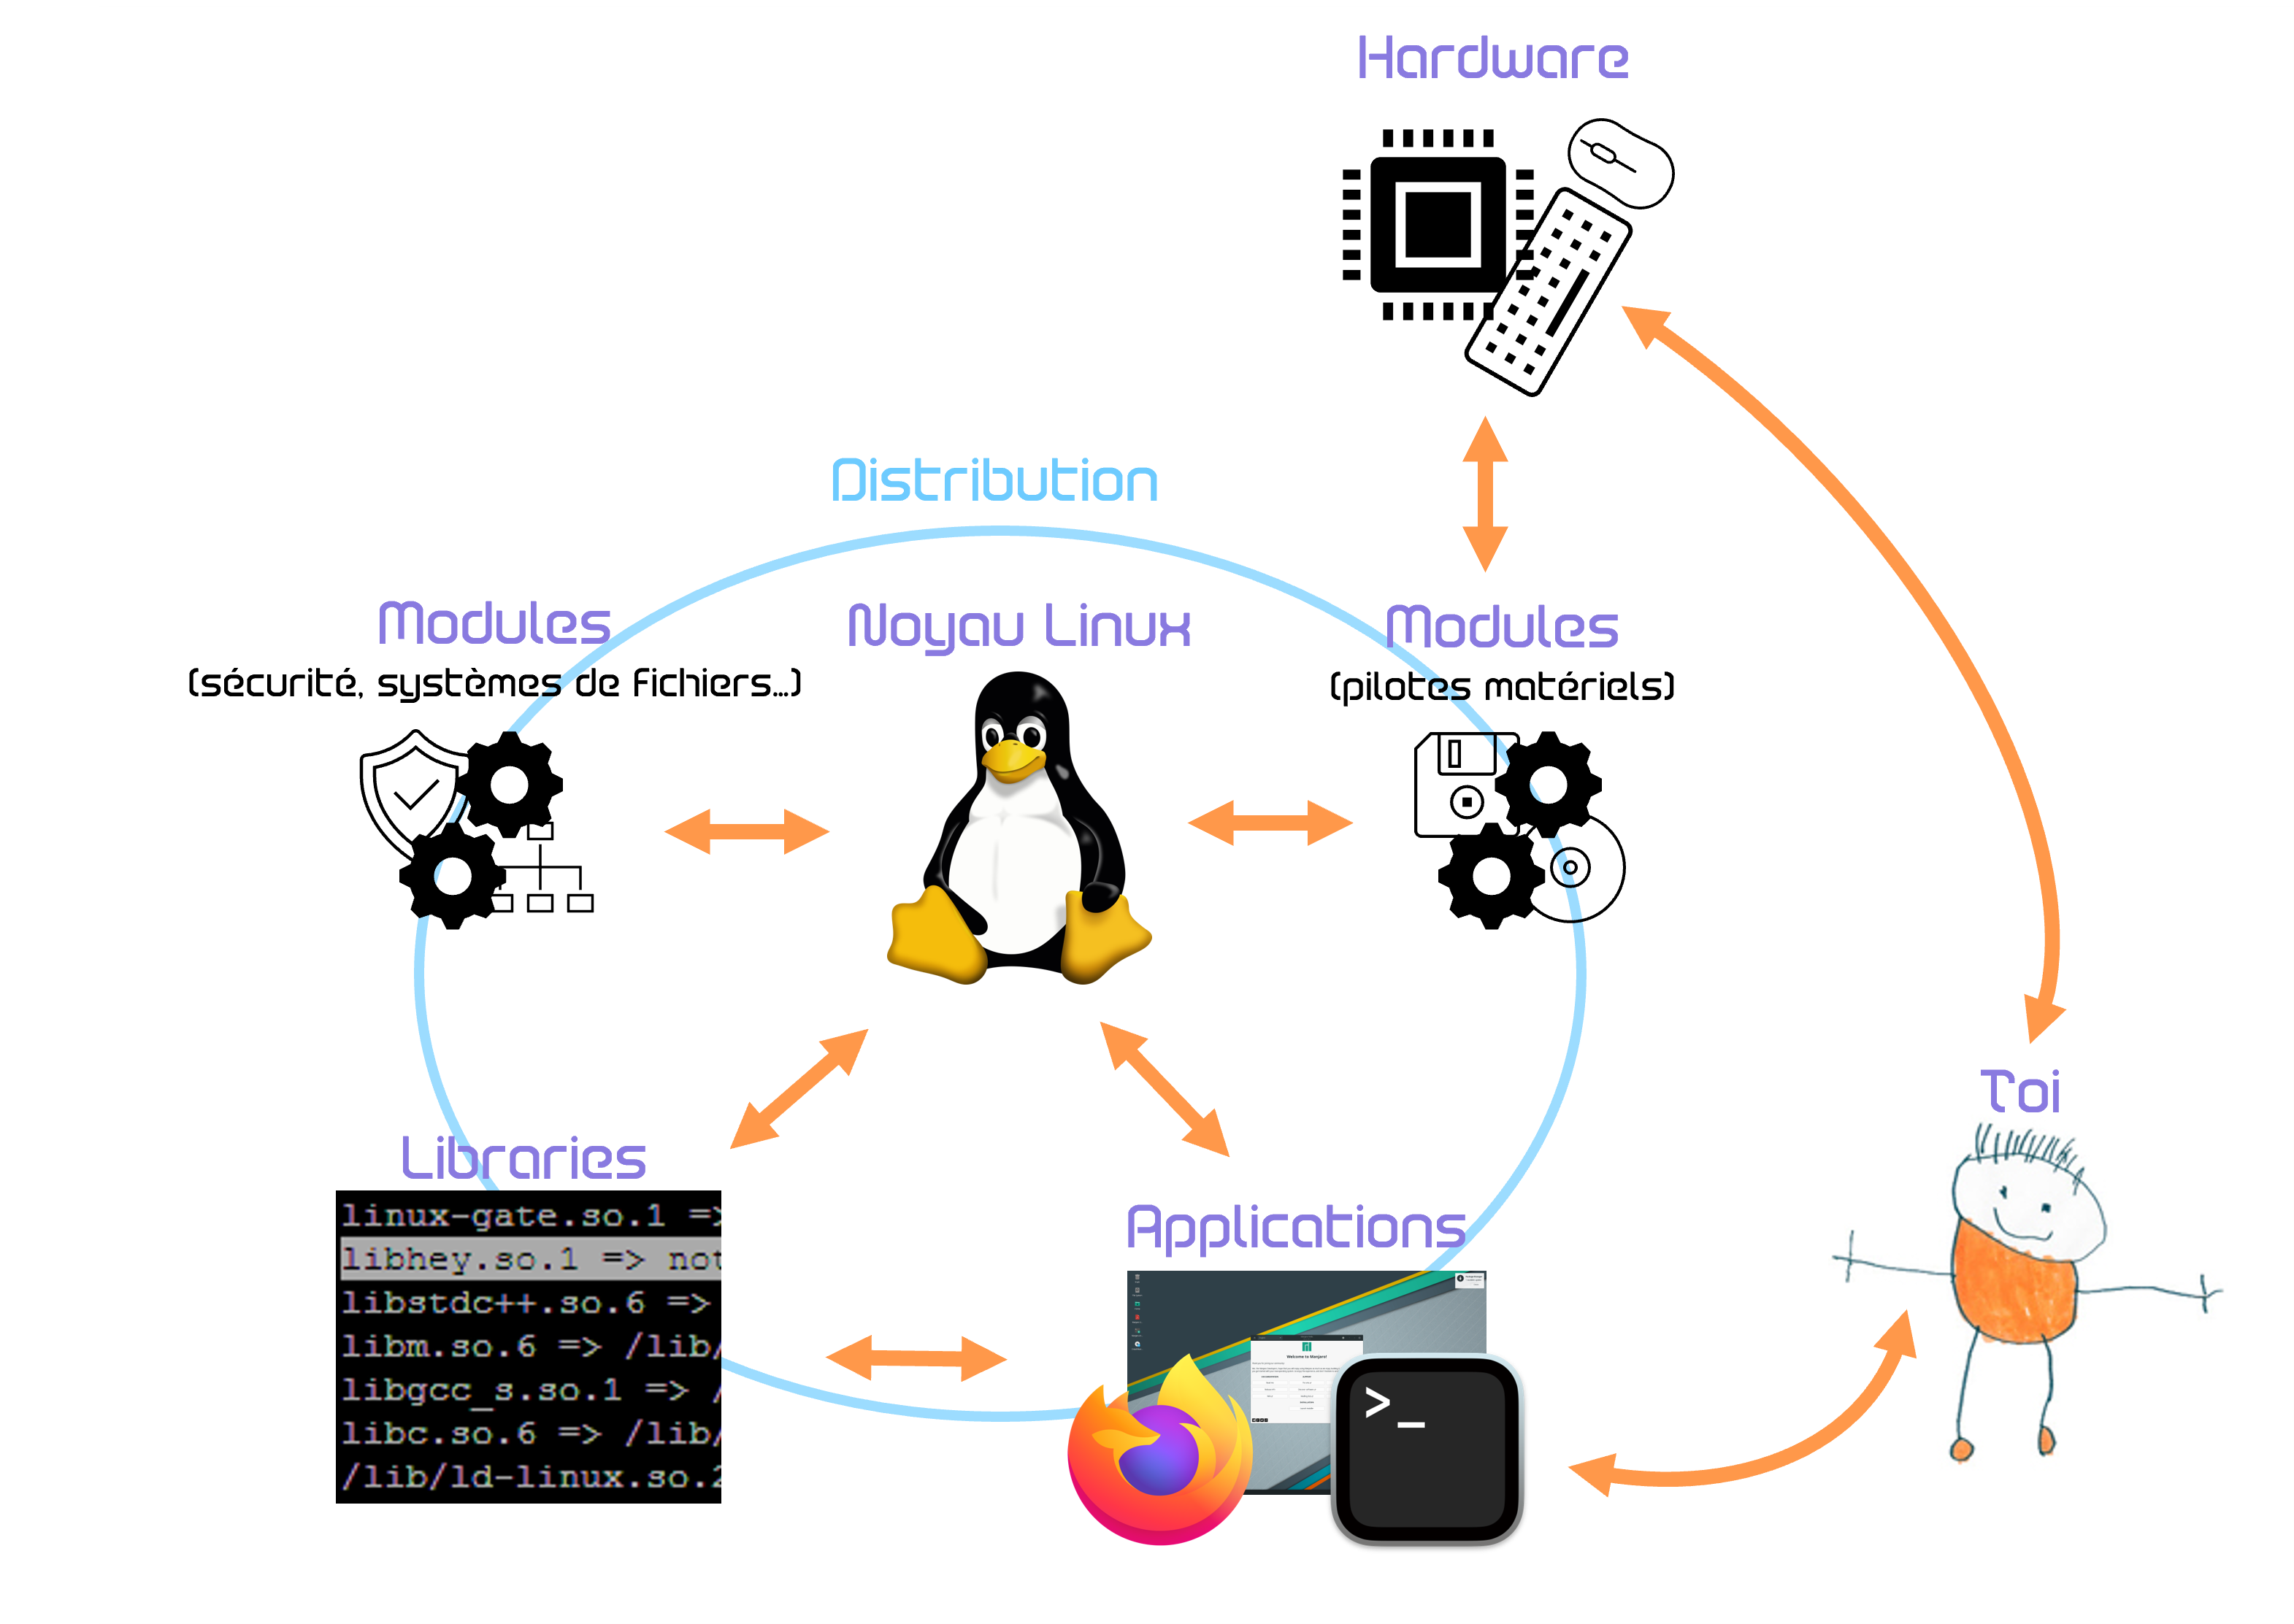 Hardware
Distribution
Modules
(sécurité, systèmes de fichiers...)
Noyau Linux
Modules
(pilotes matériels)
Toi
Libraries
linux-gate.so.1 =>
libhey.so.1 => not
libstdc++.so.6 =>
libm.so.6 => /lib/
libgcc_s.so.1 => /
libc.so.6 => /lib/
/lib/ld-linux.so.2
Applications
Welcome to Manjaro!
>_